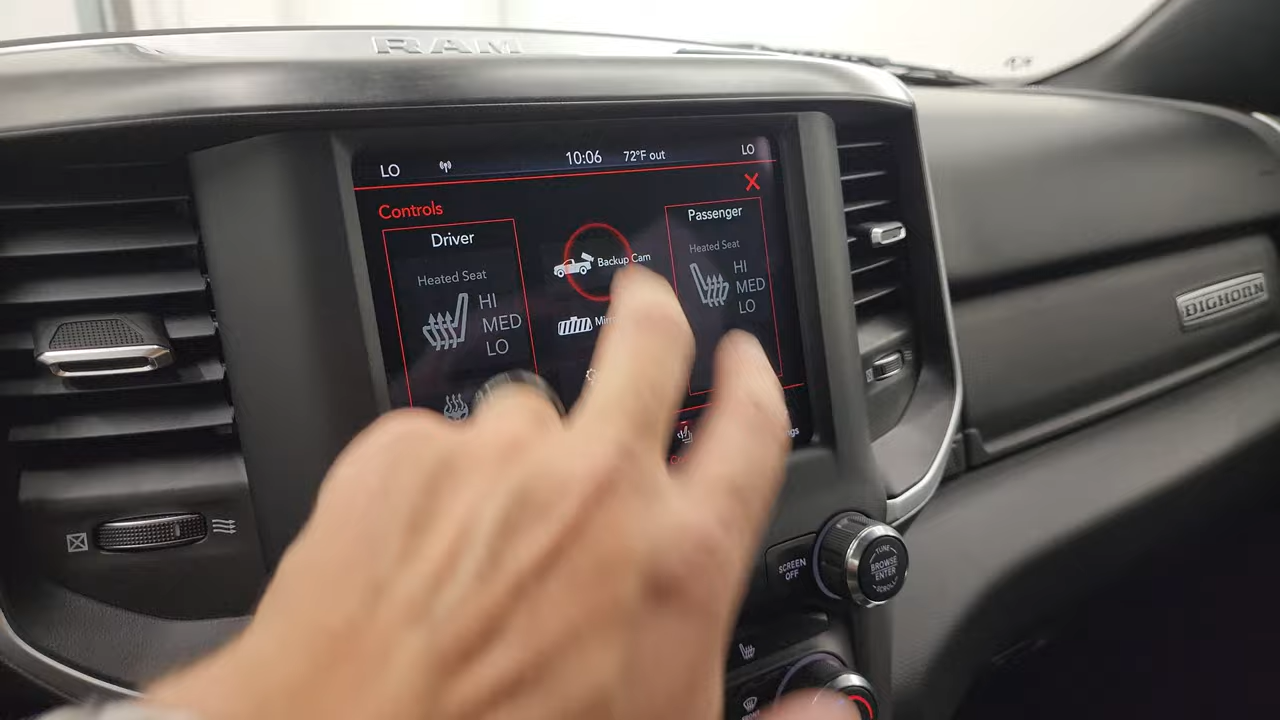 RAM
LO 10:06 72°F out LO
Controls
Driver
Heated Seat
HI
MED
LO
Backup Cam
Passenger
Heated Seat
HI
MED
LO
BIGHORN
SCREEN
OFF
TUNE
BROWSE
ENTER
SCROLL
FRONT